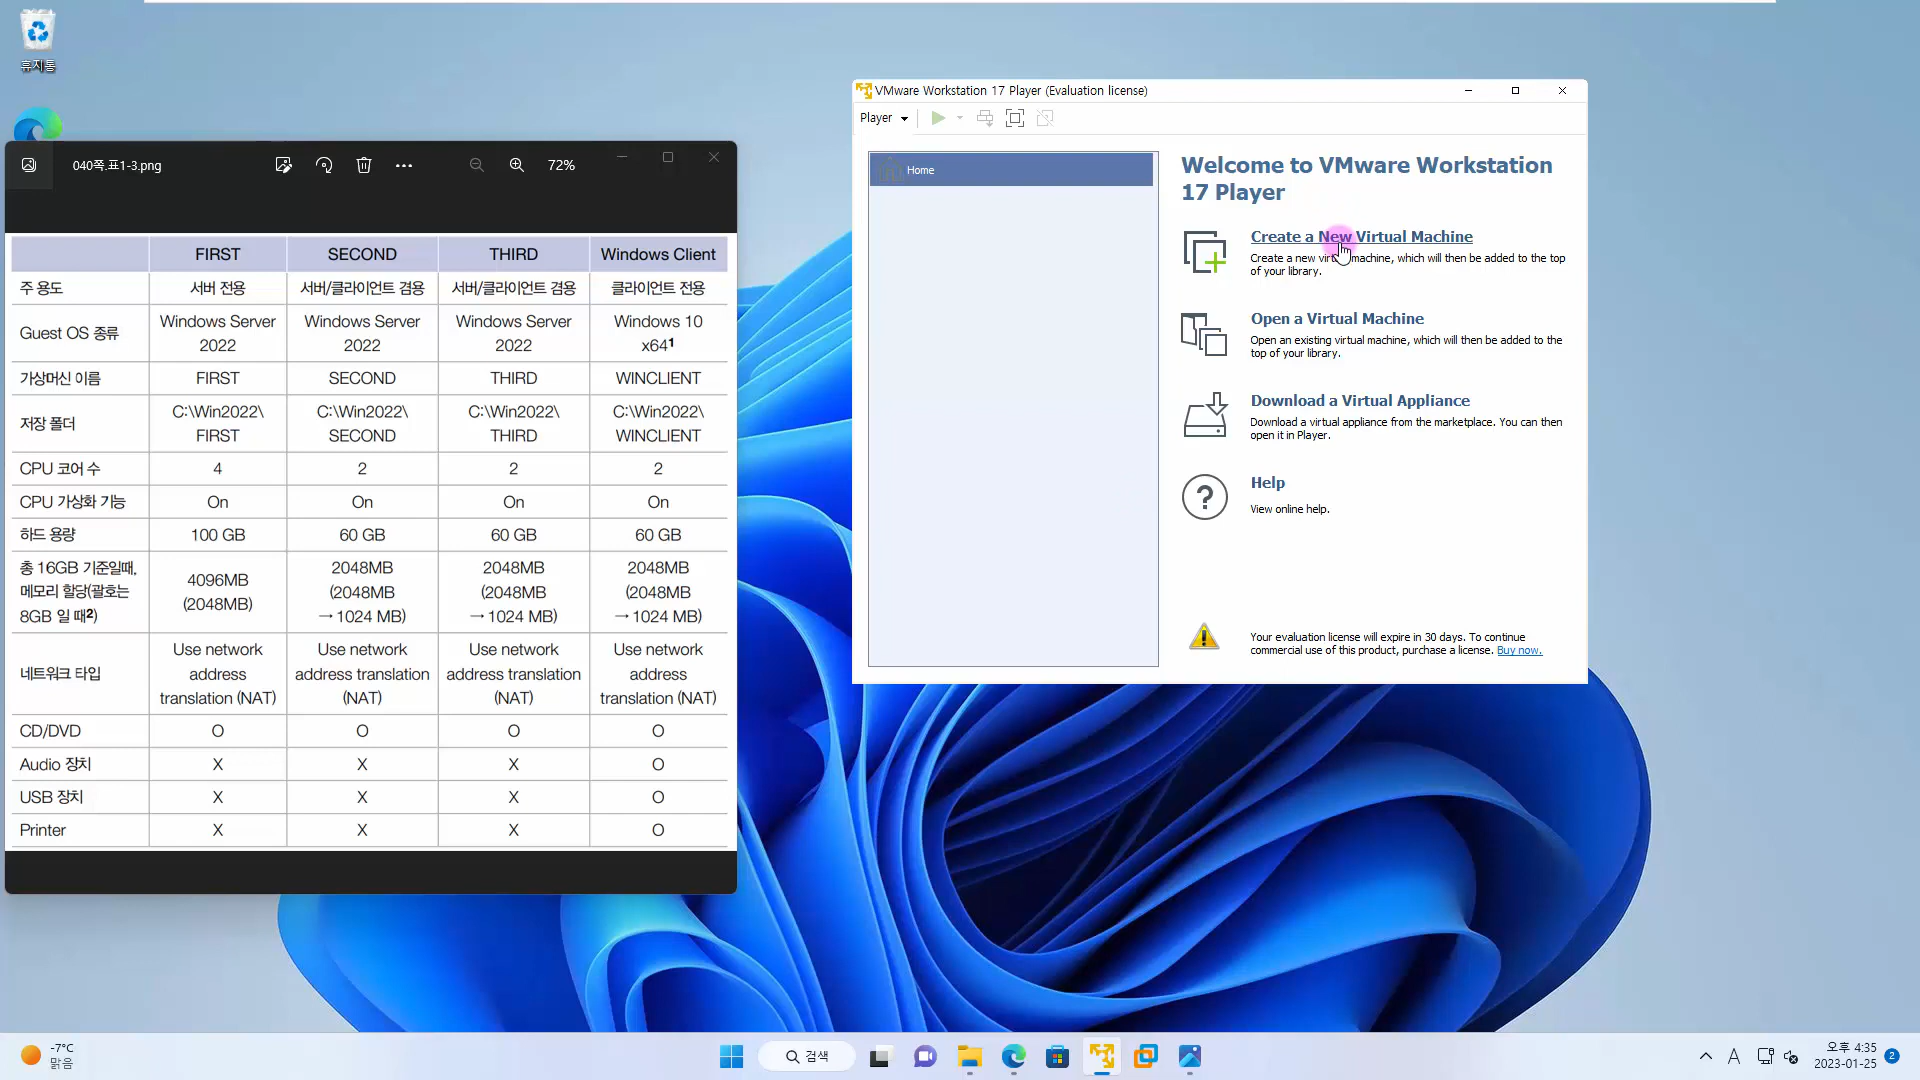 휴지통
040쪽.표1-3.png
72%
FIRST SECOND THIRD Windows Client
주 용도 서버 전용 서버/클라이언트 겸용 서버/클라이언트 겸용 클라이언트 전용
Guest OS 종류 Windows Server 2022 Windows Server 2022 Windows Server 2022 Windows 10 x64¹
가상머신 이름 FIRST SECOND THIRD WINCLIENT
저장 폴더 C:\Win2022\FIRST C:\Win2022\SECOND C:\Win2022\THIRD C:\Win2022\WINCLIENT
CPU 코어 수 4 2 2 2
CPU 가상화 기능 On On On On
하드 용량 100 GB 60 GB 60 GB 60 GB
총 16GB 기준일때, 메모리 할당(괄호는 8GB 일 때²) 4096MB (2048MB) 2048MB (2048MB → 1024 MB) 2048MB (2048MB → 1024 MB) 2048MB (2048MB → 1024 MB)
네트워크 타입 Use network address translation (NAT) Use network address translation (NAT) Use network address translation (NAT) Use network address translation (NAT)
CD/DVD O O O O
Audio 장치 X X X O
USB 장치 X X X O
Printer X X X O
VMware Workstation 17 Player (Evaluation license)
Player
Home
Welcome to VMware Workstation
17 Player
Create a New Virtual Machine
Create a new virtual machine, which will then be added to the top
of your library.
Open a Virtual Machine
Open an existing virtual machine, which will then be added to the
top of your library.
Download a Virtual Appliance
Download a virtual appliance from the marketplace. You can then
open it in Player.
Help
View online help.
Your evaluation license will expire in 30 days. To continue
commercial use of this product, purchase a license. Buy now.
-7°C
맑음
검색
A
오후 4:35
2023-01-25
2